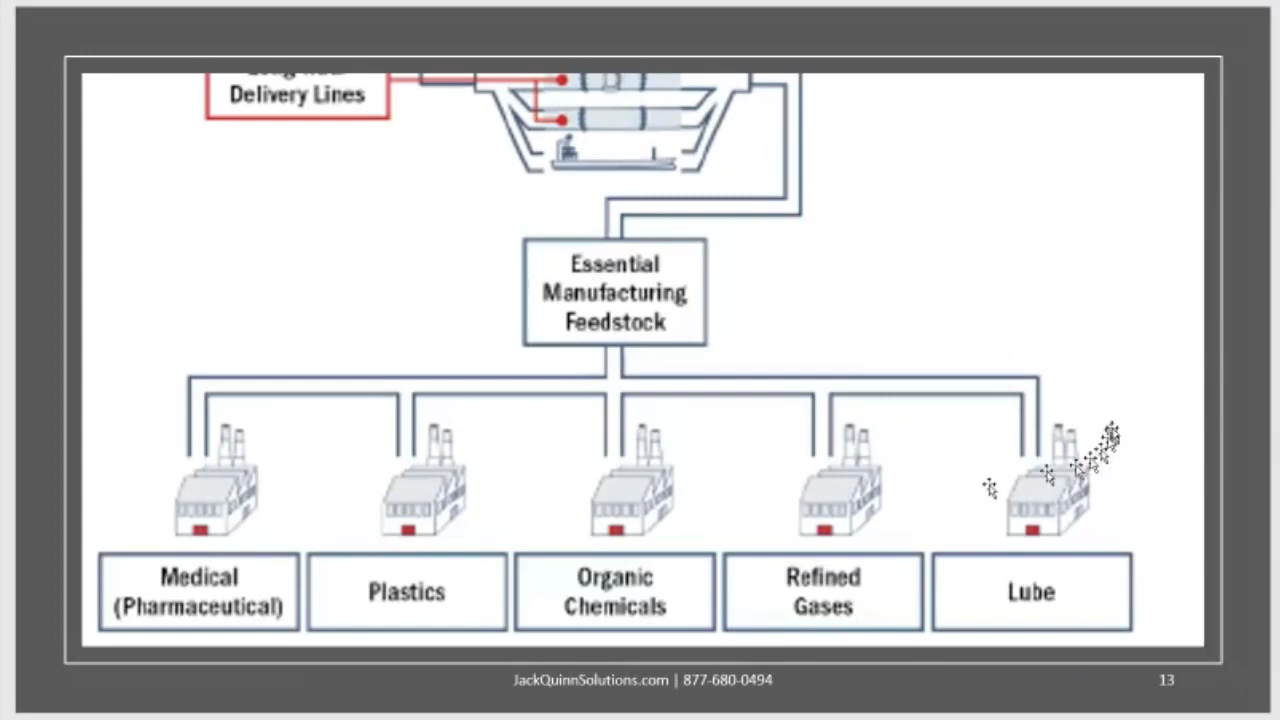 Delivery Lines
Essential
Manufacturing
Feedstock
Medical
(Pharmaceutical)
Plastics
Organic
Chemicals
Refined
Gases
Lube
JackQuinnSolutions.com | 877-680-0494
13